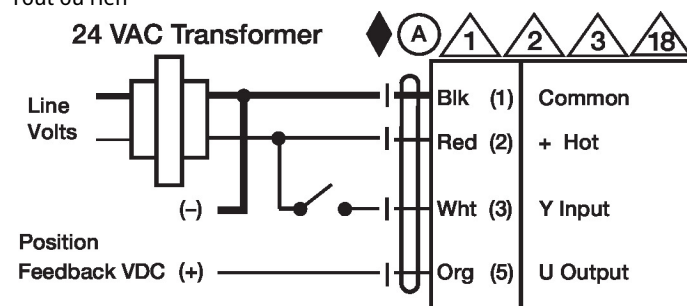 Tout ou rien
24 VAC Transformer
A 1 2 3 18
Line
Volts
Blk (1) Common
Red (2) + Hot
(–)
Wht (3) Y Input
Position
Feedback VDC (+)
Org (5) U Output